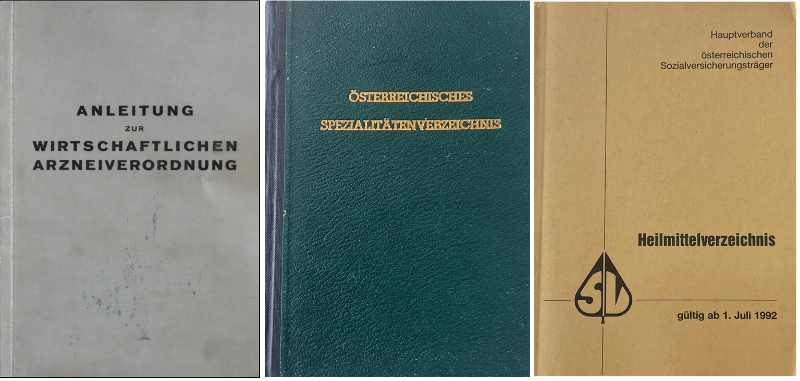 ANLEITUNG
ZUR
WIRTSCHAFTLICHEN
ARZNEIVERORDNUNG
ÖSTERREICHISCHES
SPEZIALITÄTENVERZEICHNIS
Hauptverband
der
österreichischen
Sozialversicherungsträger
Heilmittelverzeichnis
SV
gültig ab 1. Juli 1992